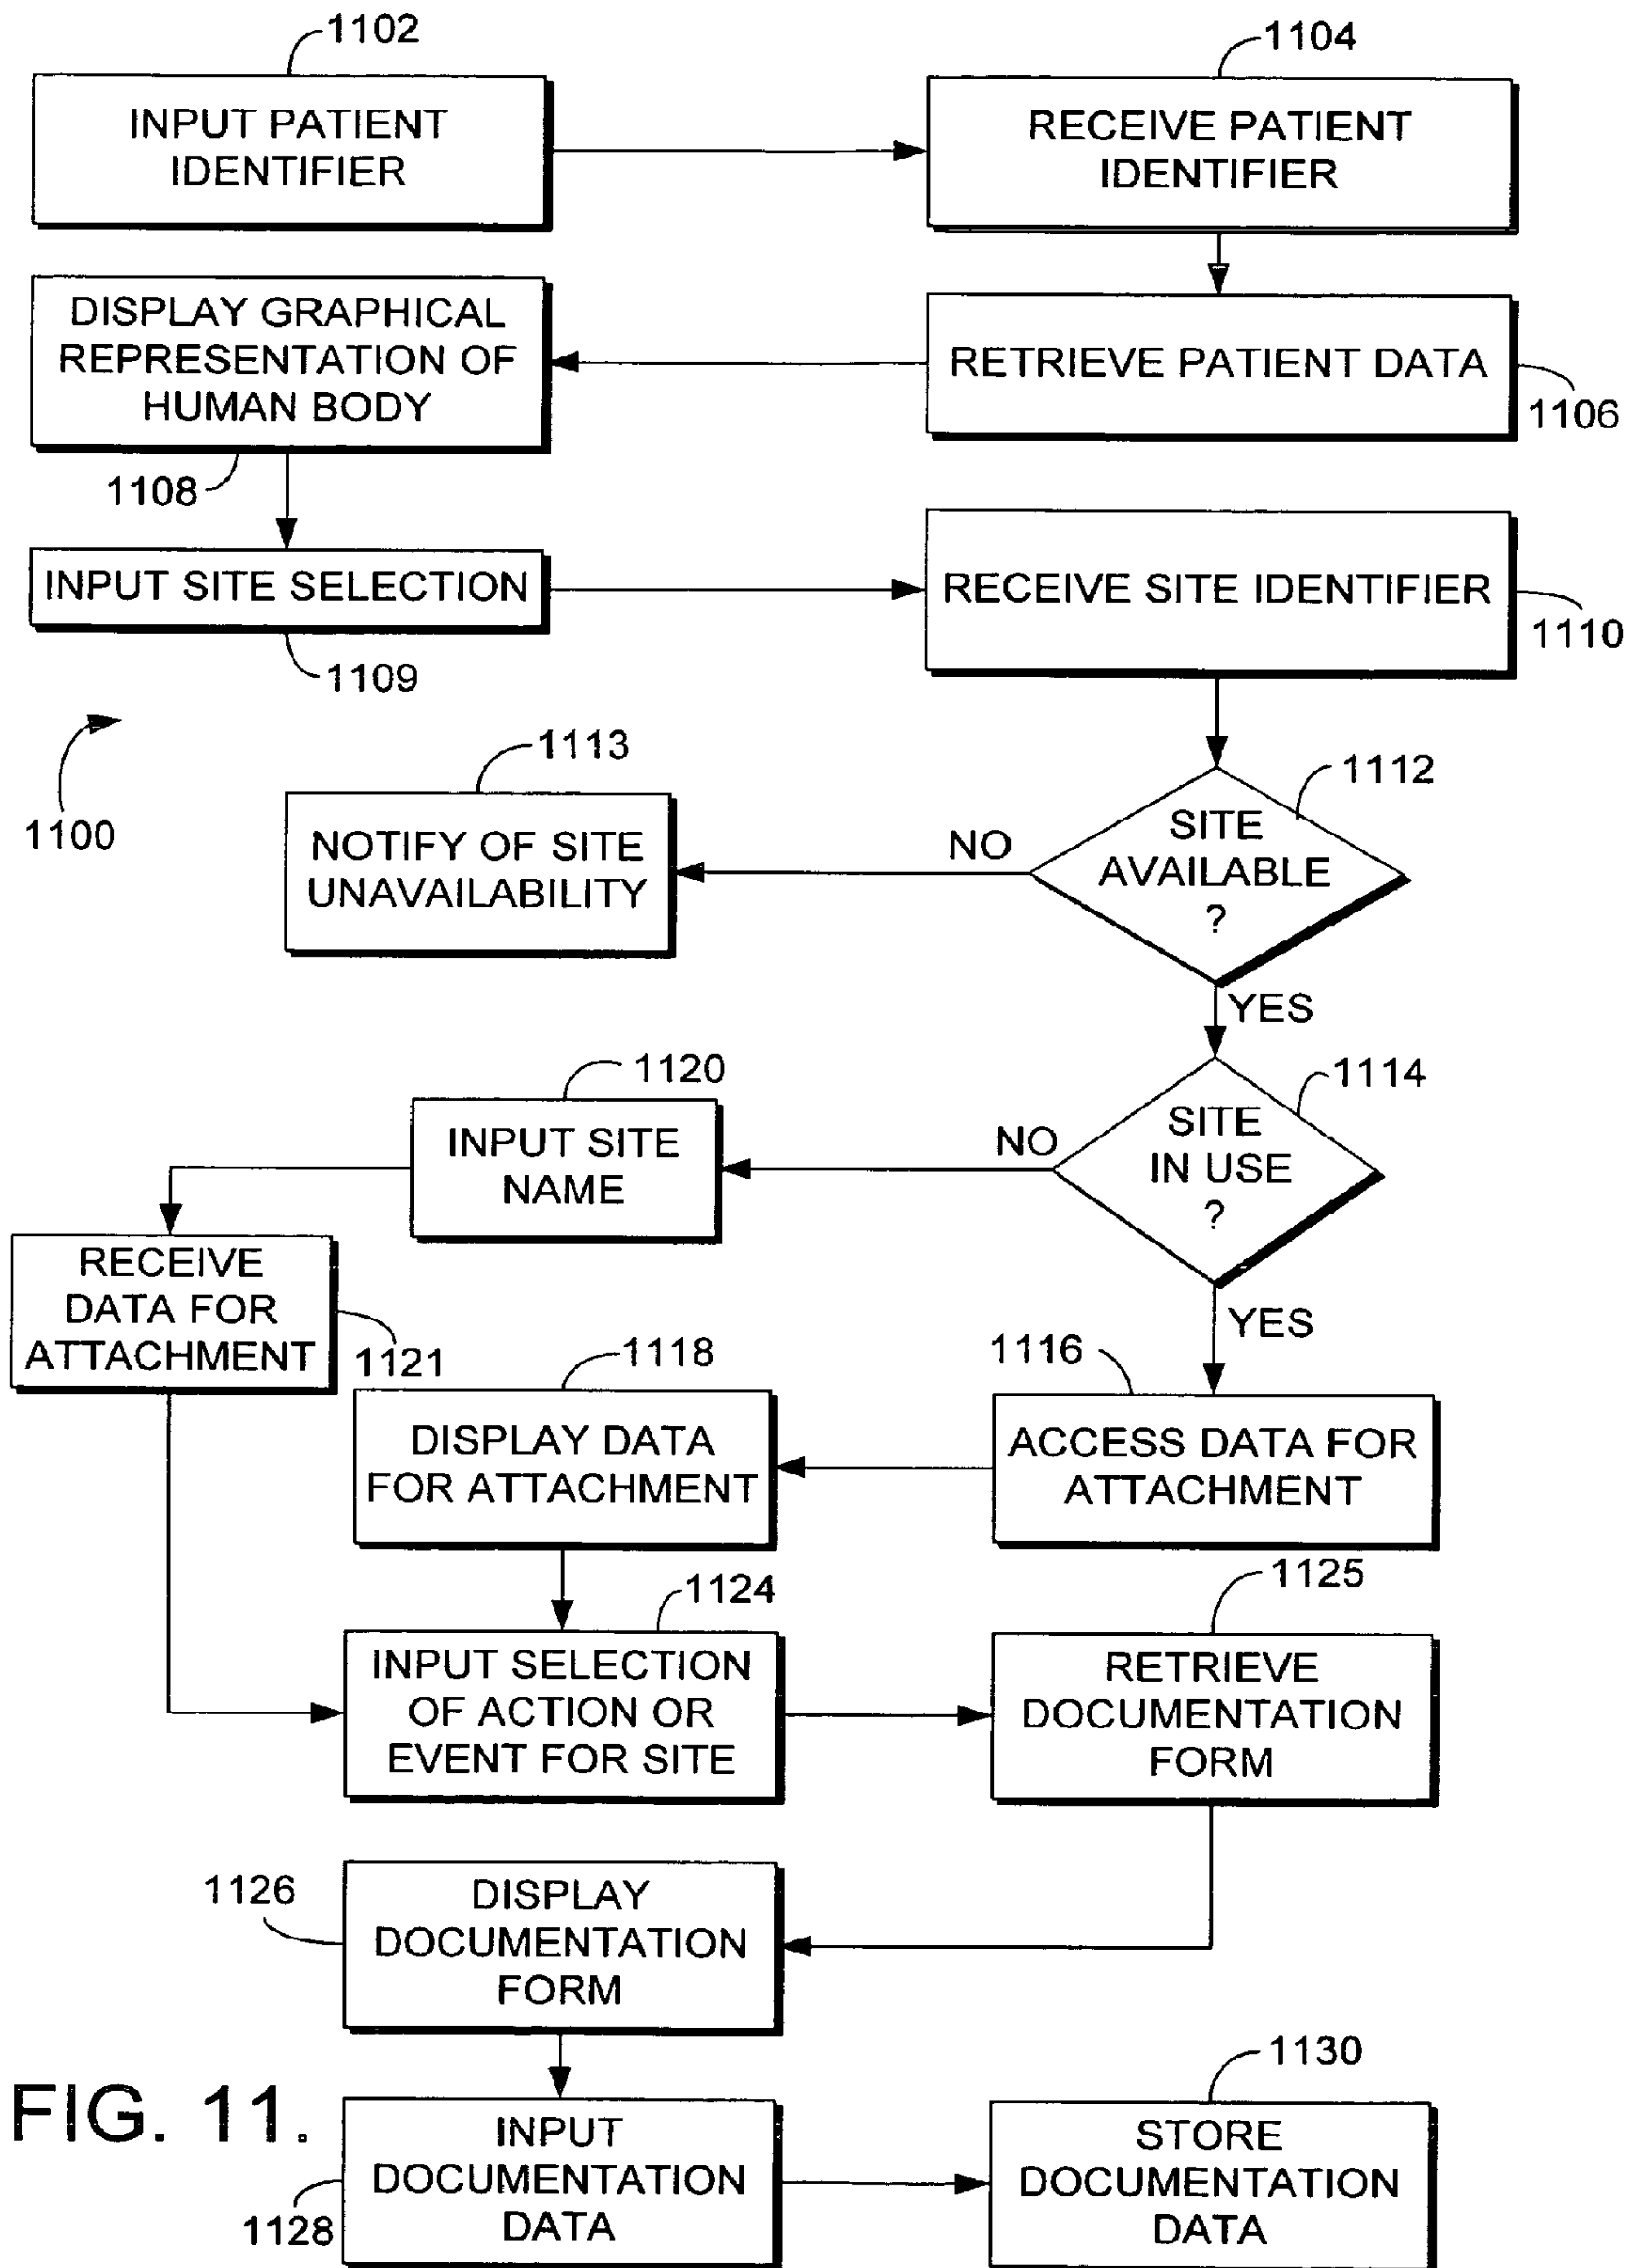 1102
1104
INPUT PATIENT
IDENTIFIER
RECEIVE PATIENT
IDENTIFIER
DISPLAY GRAPHICAL
REPRESENTATION OF
HUMAN BODY
RETRIEVE PATIENT DATA
1106
1108
INPUT SITE SELECTION
RECEIVE SITE IDENTIFIER
1110
1109
1100
1113
1112
NOTIFY OF SITE
UNAVAILABILITY
NO
SITE
AVAILABLE
?
YES
1120
1114
INPUT SITE
NAME
NO
SITE
IN USE
?
YES
RECEIVE
DATA FOR
ATTACHMENT
1121
1118
1116
DISPLAY DATA
FOR ATTACHMENT
ACCESS DATA FOR
ATTACHMENT
1124
1125
INPUT SELECTION
OF ACTION OR
EVENT FOR SITE
RETRIEVE
DOCUMENTATION
FORM
1126
DISPLAY
DOCUMENTATION
FORM
1130
FIG. 11.
INPUT
DOCUMENTATION
DATA
1128
STORE
DOCUMENTATION
DATA